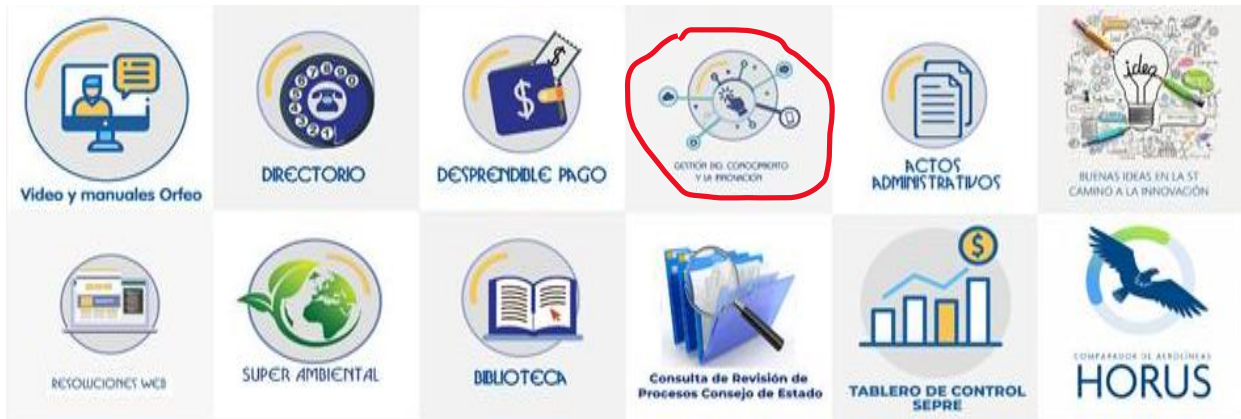 Video y manuales Orfeo
DIRECTORIO
$
$
DESPRENDIBLE PAGO
GESTIÓN DEL CONOCIMIENTO
Y LA INNOVACIÓN
ACTOS
ADMINISTRATIVOS
idea
BUENAS IDEAS EN LA ST
CAMINO A LA INNOVACIÓN
RESOLUCIONES WEB
SUPER AMBIENTAL
BIBLIOTECA
Consulta de Revisión de
Procesos Consejo de Estado
$
TABLERO DE CONTROL
SEPRE
COMPARADOR DE AEROLÍNEAS
HORUS